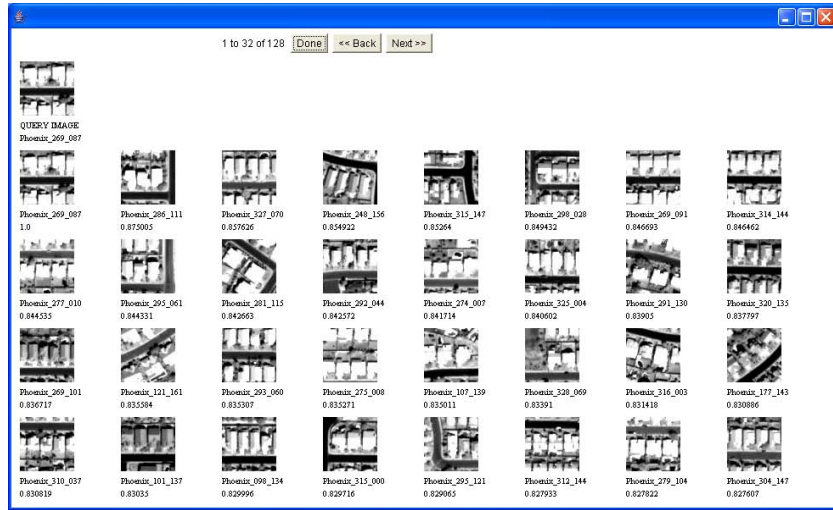 1 to 32 of 128 Done << Back Next >>
QUERY IMAGE
Phoenix_269_087
Phoenix_269_087 Phoenix_286_111 Phoenix_327_070 Phoenix_248_156 Phoenix_315_147 Phoenix_298_028 Phoenix_269_091 Phoenix_314_144
1.0 0.875005 0.857626 0.854922 0.85264 0.849432 0.846693 0.846462
Phoenix_277_010 Phoenix_295_061 Phoenix_281_115 Phoenix_292_044 Phoenix_274_007 Phoenix_325_004 Phoenix_291_130 Phoenix_320_135
0.844535 0.844331 0.842663 0.842572 0.841714 0.840602 0.83905 0.837797
Phoenix_269_101 Phoenix_121_161 Phoenix_293_060 Phoenix_275_008 Phoenix_107_139 Phoenix_328_069 Phoenix_316_003 Phoenix_177_143
0.836717 0.835584 0.835307 0.835271 0.835011 0.83391 0.831418 0.830886
Phoenix_310_037 Phoenix_101_137 Phoenix_098_134 Phoenix_315_000 Phoenix_295_121 Phoenix_312_144 Phoenix_279_104 Phoenix_304_147
0.830819 0.83035 0.829996 0.829716 0.829065 0.827933 0.827822 0.827607